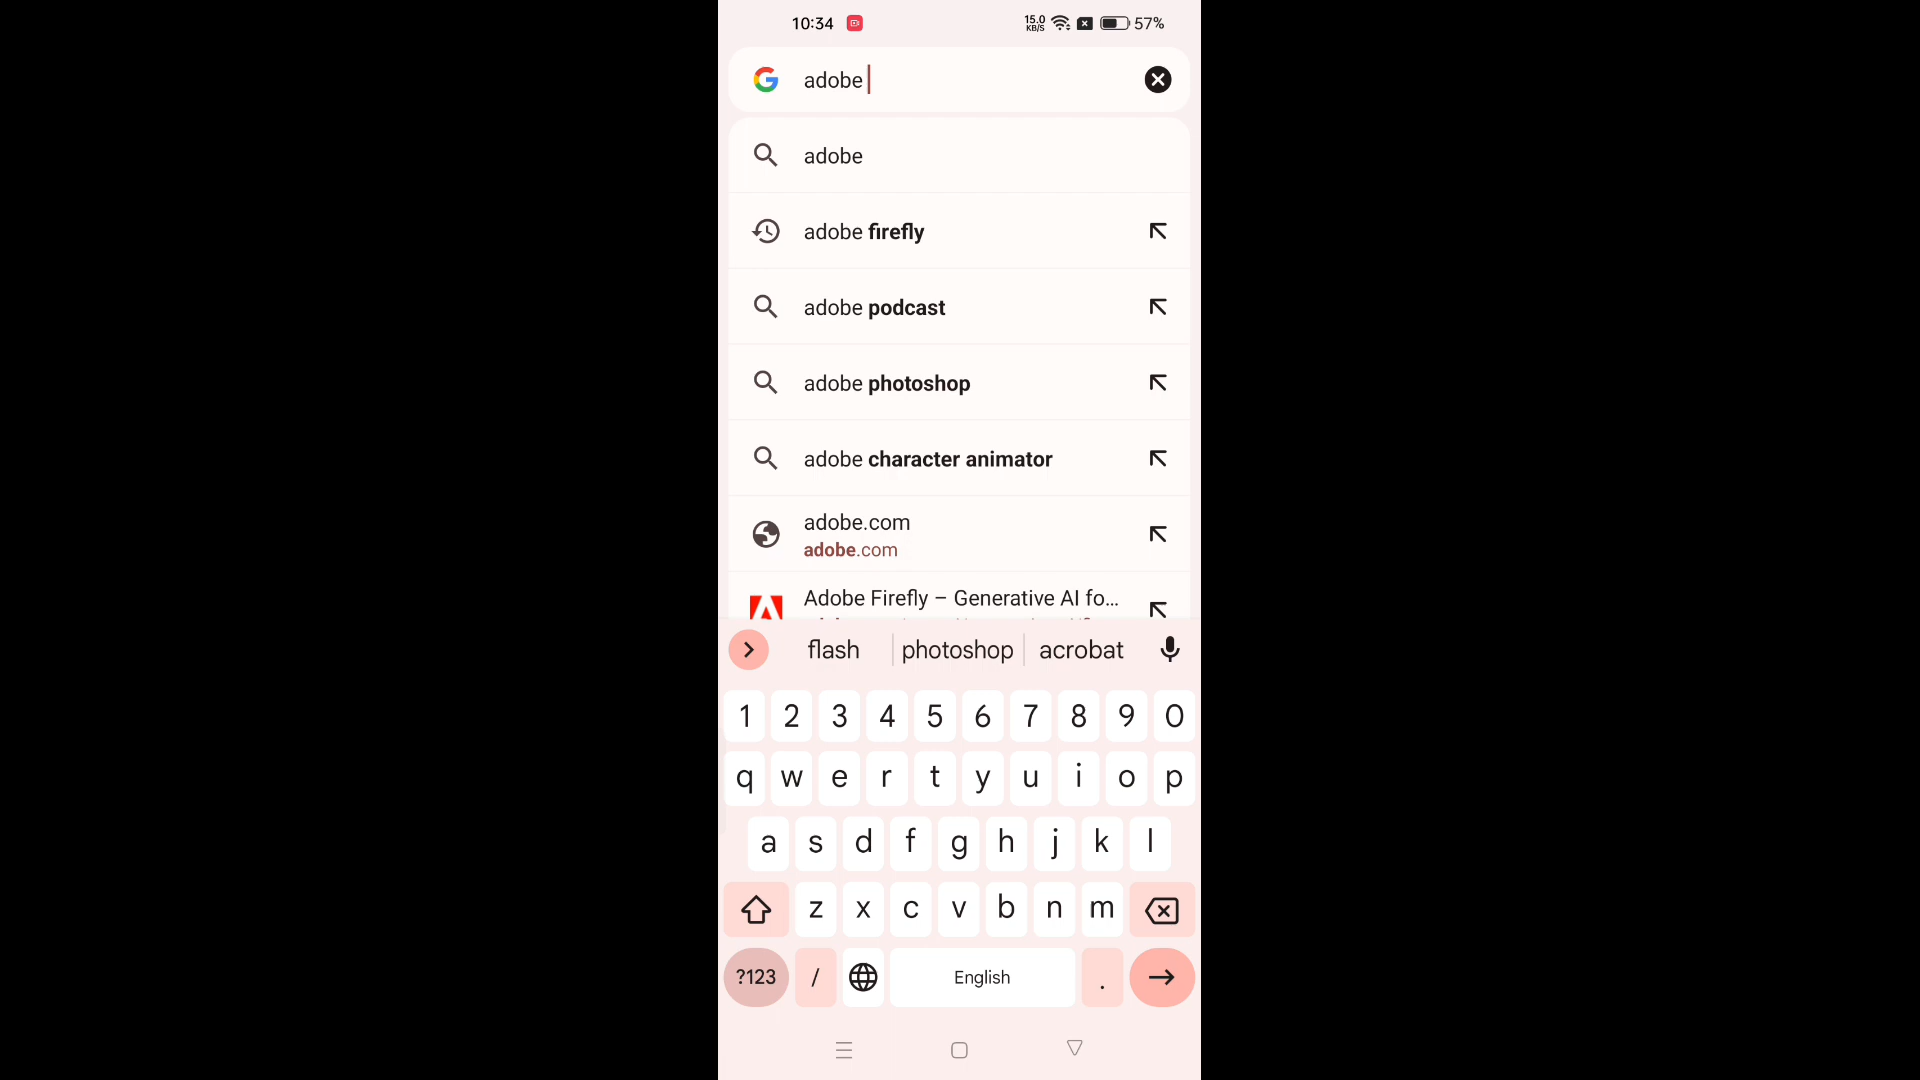 10:34 15.0 KB/S 57%
adobe
adobe
adobe firefly
adobe podcast
adobe photoshop
adobe character animator
adobe.com
adobe.com
Adobe Firefly – Generative AI fo...
flash photoshop acrobat
1 2 3 4 5 6 7 8 9 0
q w e r t y u i o p
a s d f g h j k l
z x c v b n m
?123 / English .